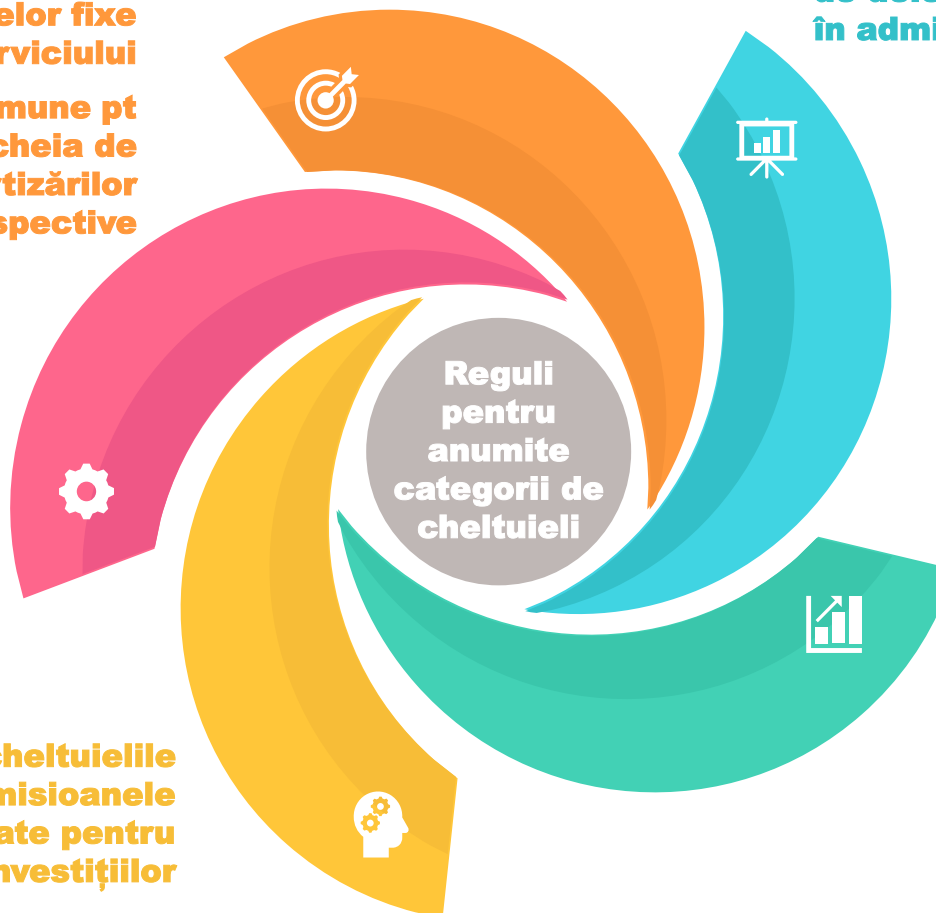 elor fixe
rviciului
mune pt
cheia de
tizărilor
spective
în admi
Reguli
pentru
anumite
categorii de
cheltuieli
cheltuielile
misioanele
ate pentru
nvestițiilor